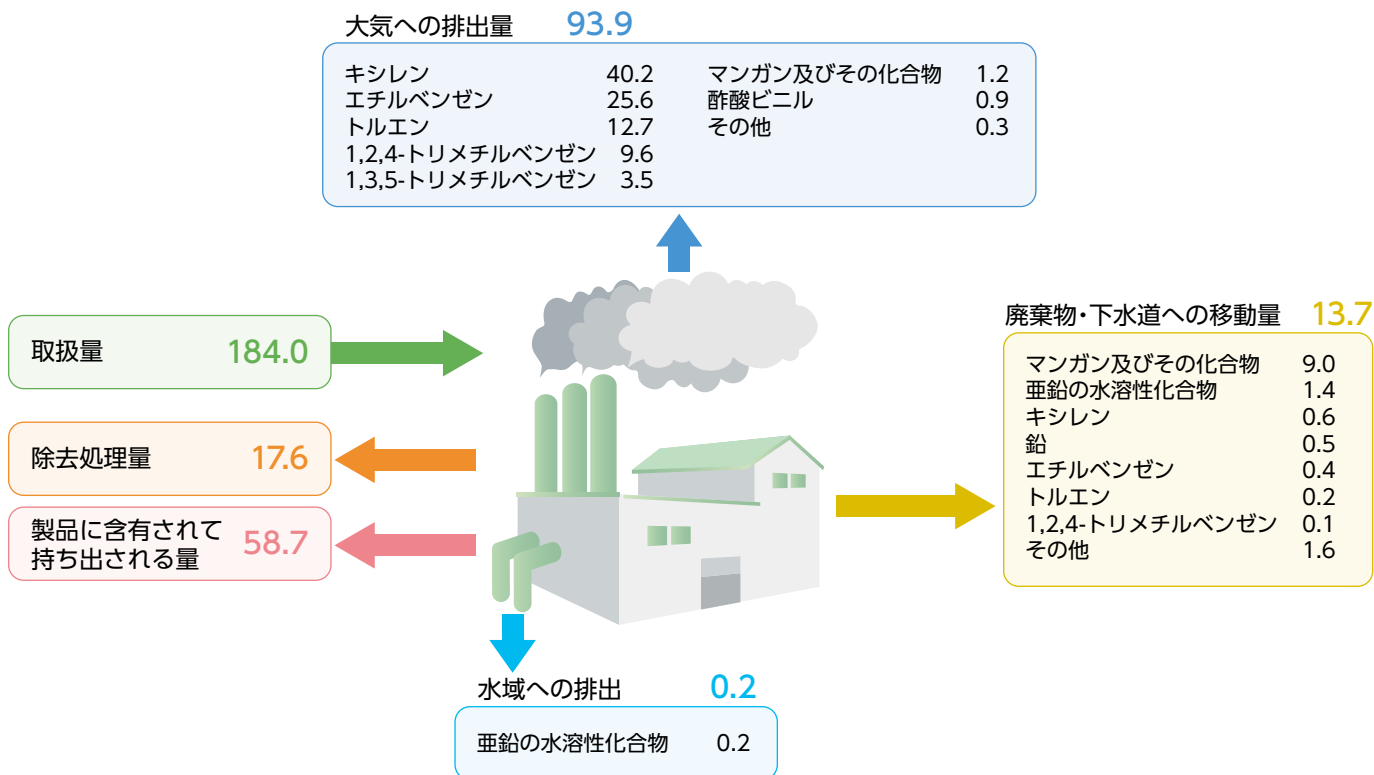 大気への排出量 93.9
キシレン 40.2
エチルベンゼン 25.6
トルエン 12.7
1,2,4-トリメチルベンゼン 9.6
1,3,5-トリメチルベンゼン 3.5
マンガン及びその化合物 1.2
酢酸ビニル 0.9
その他 0.3
取扱量 184.0
除去処理量 17.6
製品に含有されて
持ち出される量 58.7
廃棄物・下水道への移動量 13.7
マンガン及びその化合物 9.0
亜鉛の水溶性化合物 1.4
キシレン 0.6
鉛 0.5
エチルベンゼン 0.4
トルエン 0.2
1,2,4-トリメチルベンゼン 0.1
その他 1.6
水域への排出 0.2
亜鉛の水溶性化合物 0.2